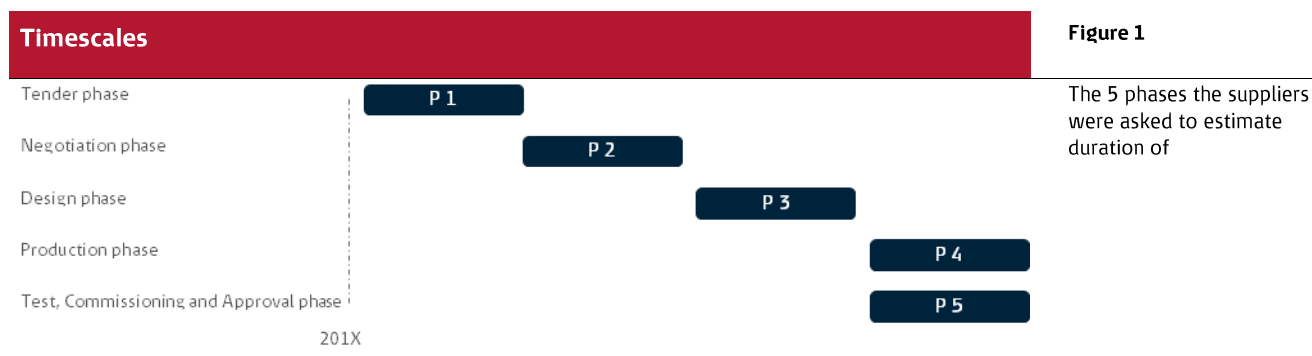 Timescales
Figure 1
Tender phase
P 1
The 5 phases the suppliers
were asked to estimate
duration of
Negotiation phase
P 2
Design phase
P 3
Production phase
P 4
Test, Commissioning and Approval phase
P 5
201X